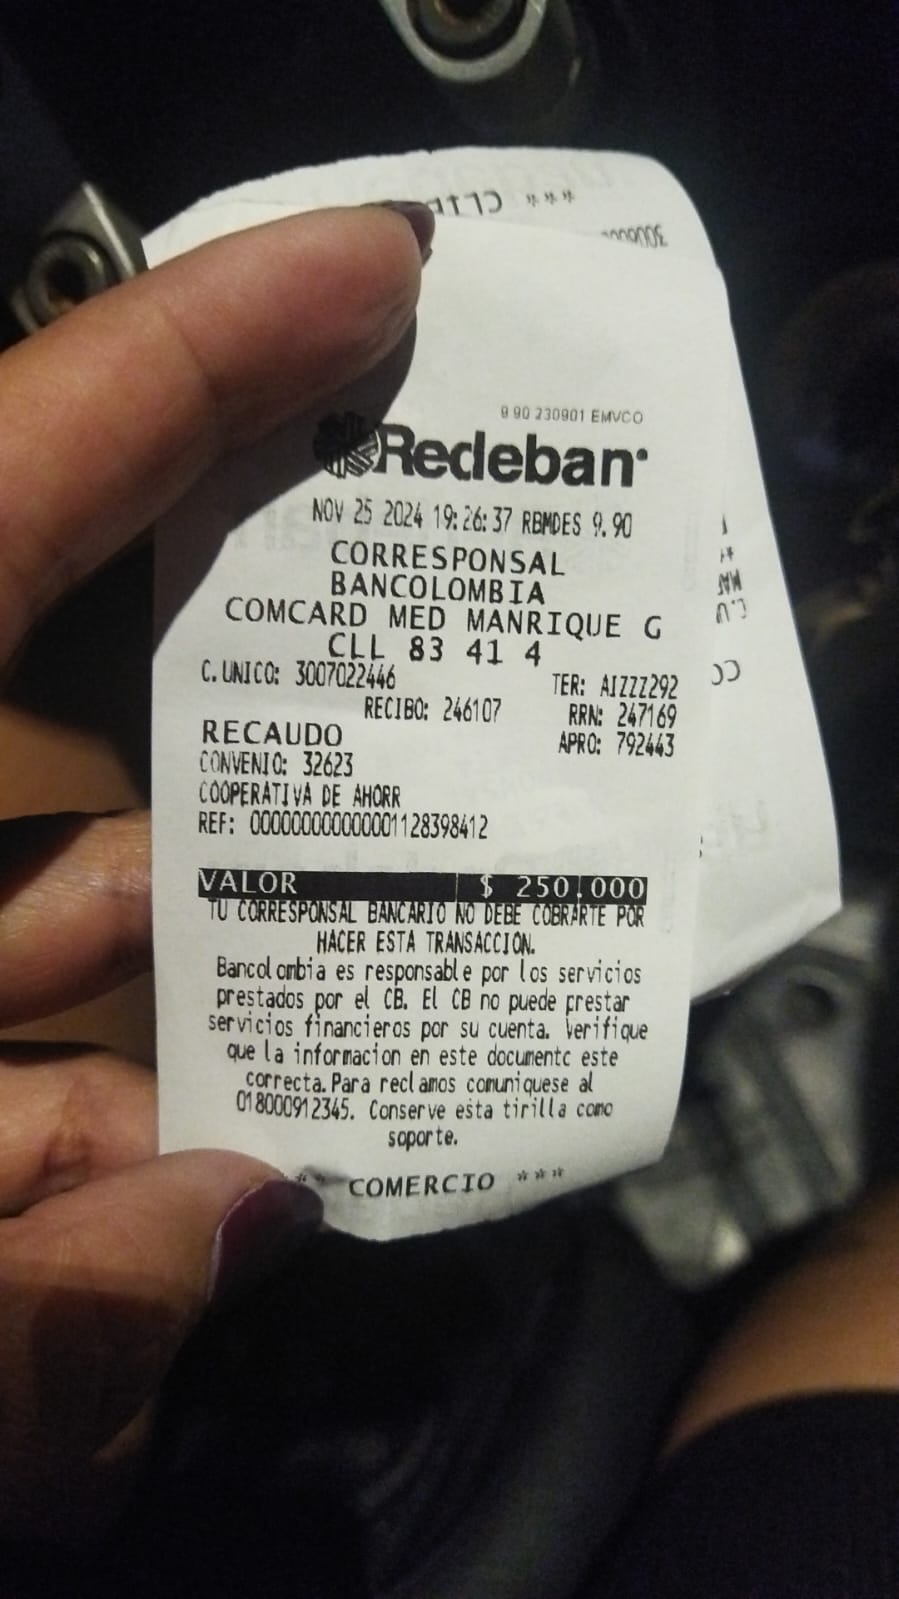 9 90 230901 EMVCO
Redeban
NOV 25 2024 19:26:37 RBMDES 9.90
CORRESPONSAL
BANCOLOMBIA
COMCARD MED MANRIQUE G
CLL 83 41 4
C. UNICO: 3007022446 TER: AIZZZ292
RECIBO: 246107 RRN: 247169
RECAUDO APRO: 792443
CONVENIO: 32623
COOPERATIVA DE AHORR
REF: 00000000000001128398412
VALOR $ 250.000
TU CORRESPONSAL BANCARIO NO DEBE COBRARTE POR
HACER ESTA TRANSACCION.
Bancolombia es responsable por los servicios
prestados por el CB. El CB no puede prestar
servicios financieros por su cuenta. Verifique
que la informacion en este documentc este
correcta. Para reclamos comuniquese al
018000912345. Conserve esta tirilla como
soporte.
COMERCIO ***